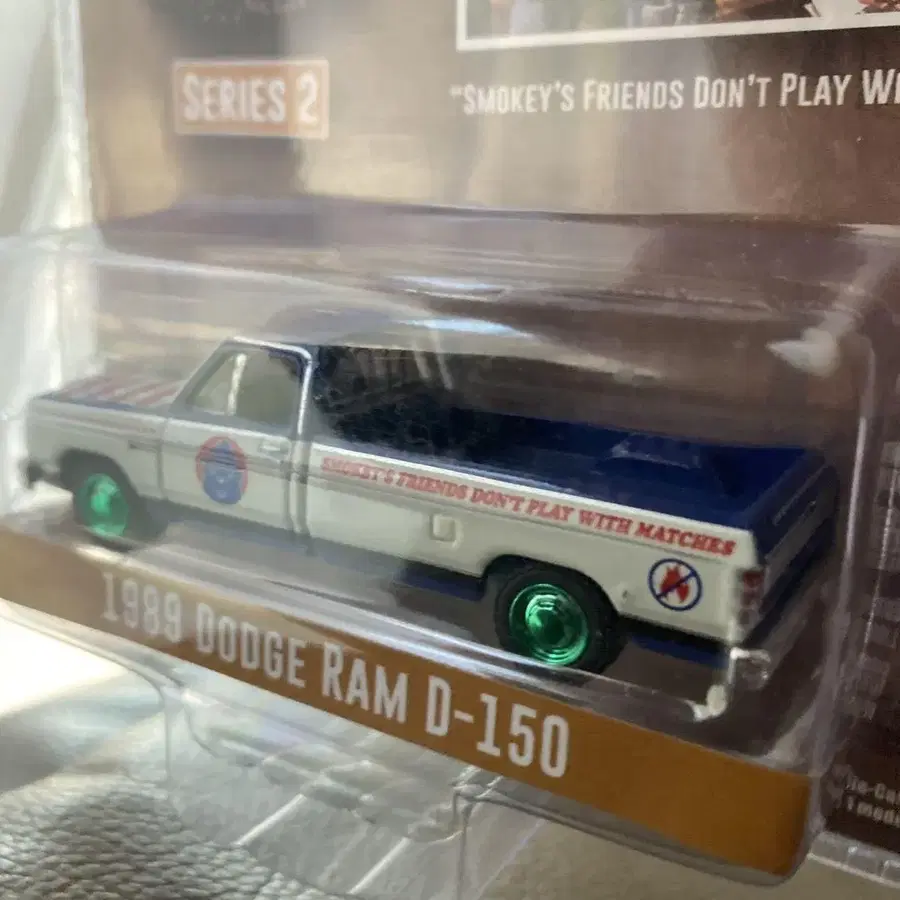 SERIES 2
"SMOKEY'S FRIENDS DON'T PLAY
SMOKEY'S FRIENDS DON'T PLAY WITH MATCHES
1989 DODGE RAM D-150